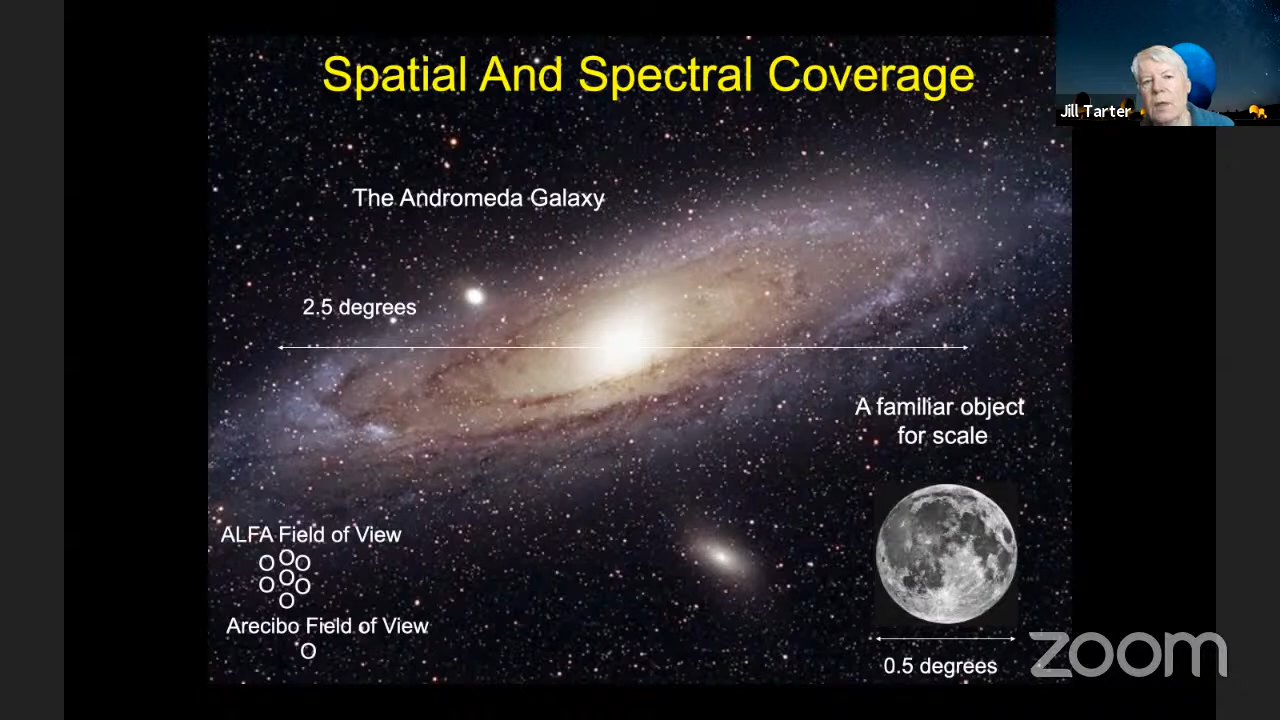 Spatial And Spectral Coverage
Jill Tarter
The Andromeda Galaxy
2.5 degrees
A familiar object
for scale
ALFA Field of View
Arecibo Field of View
0.5 degrees
zoom